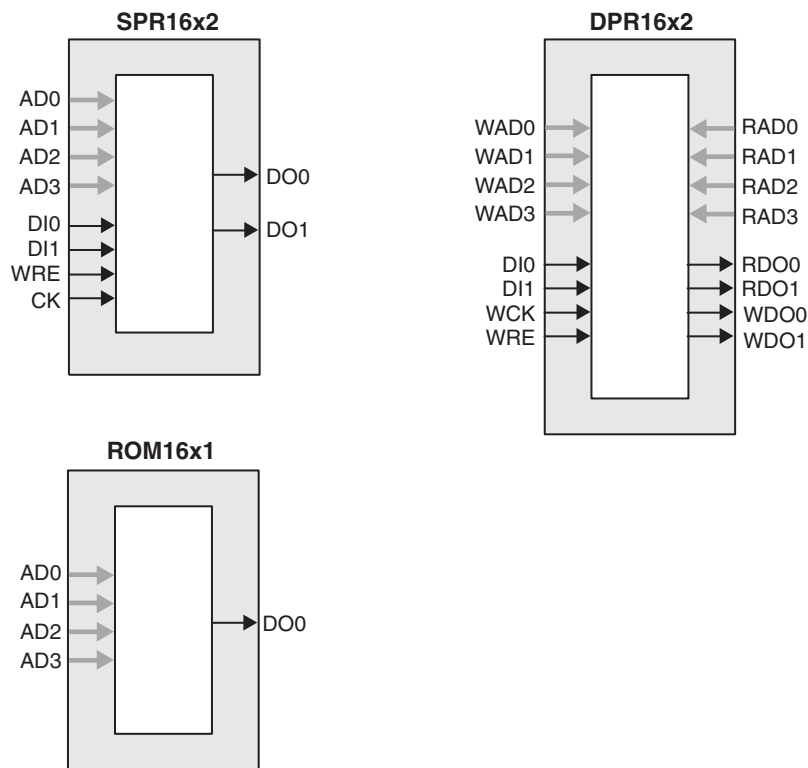 SPR16x2
AD0
AD1
AD2
AD3
DI0
DI1
WRE
CK
DO0
DO1
DPR16x2
WAD0
WAD1
WAD2
WAD3
DI0
DI1
WCK
WRE
RAD0
RAD1
RAD2
RAD3
RDO0
RDO1
WDO0
WDO1
ROM16x1
AD0
AD1
AD2
AD3
DO0